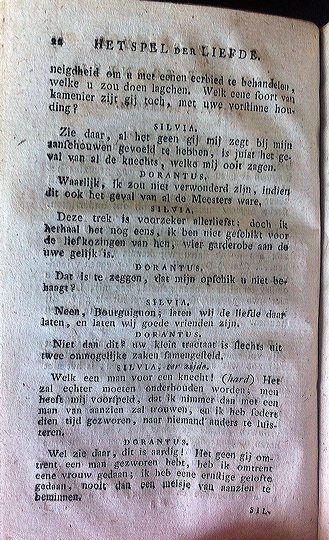 22 HET SPEL DER LIEFDE.
neigdheid om u met eenen eerbied te behandelen,
welke u zou doen lagchen. Welk eene foort van
kamenier zijt gij toch, met uwe vorstinne hou-
ding?
SILVIA.
Zie daar, al het geen gij mij zegt bij mijn
aanfchouwen gevoeld te hebben, is juist het ge-
val van al de knechts, welke mij ooit zagen.
DORANTUS.
Waarlijk, ik zou niet verwonderd zijn, indien
dit ook het geval van al de Meesters ware.
SILVIA.
Deze trek is voorzeker allerliefst: doch ik
herhaal het nog eens, ik ben niet gefchikt voor
de liefkozingen van hen, wier garderobe aan de
uwe gelijk is.
DORANTUS.
Dat is te zeggen, dat mijn opfchik u niet be-
haagt?
SILVIA.
Neen, Bourguignon; laten wij de liefde daar
laten, en laten wij goede vrienden zijn.
DORANTUS.
Niet dan dit? uw klein tractaat is flechts uit
twee onmogelijke zaken famengefteld.
SILVIA, ter zijde.
Welk een man voor een knecht! (hard) Het
zal echter moeten onderhouden worden; men
heeft mij voorfpeld, dat ik nimmer dan met een
man van aanzien zal trouwen, en ik heb federt
dien tijd gezworen, naar niemand anders te luis-
teren.
DORANTUS.
Wel zie daar, dit is aardig! Het geen gij om-
trent een man gezworen hebt, heb ik omtrent
eene vrouw gedaan; ik heb eene ernftige gelofte
gedaan, nooit dan een meisje van aanzien te
beminnen.
SIL-